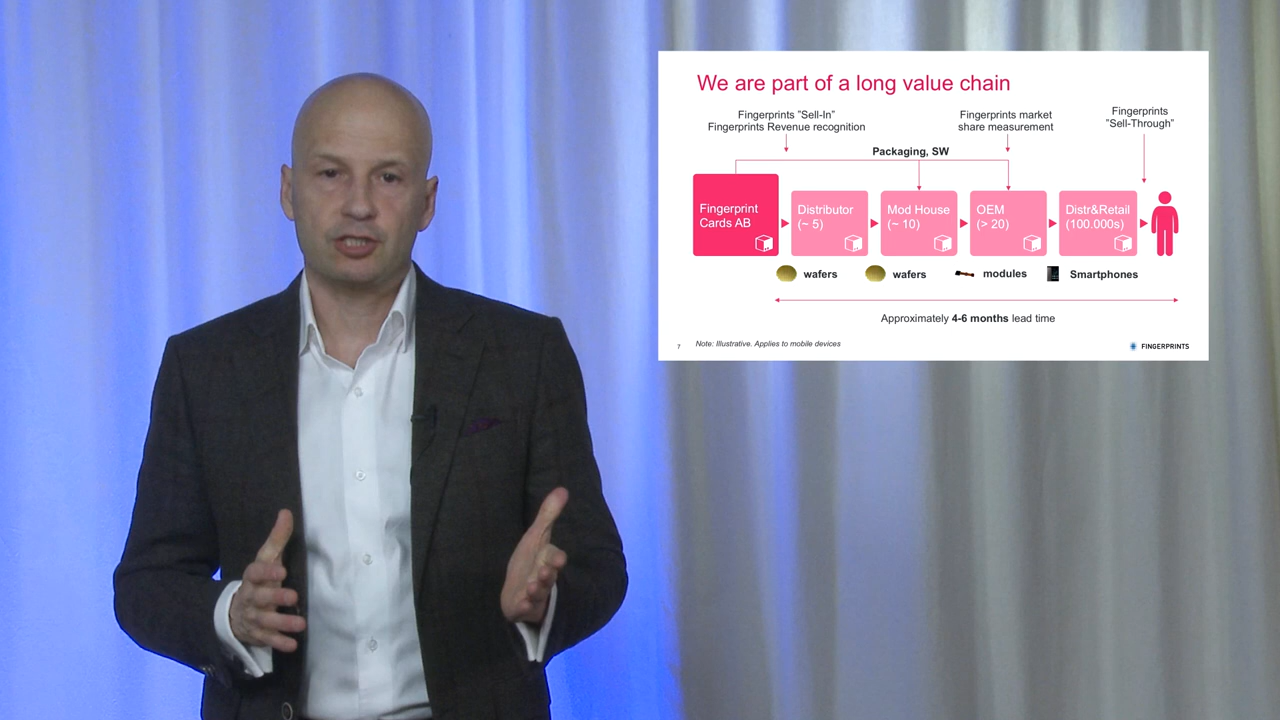 We are part of a long value chain
Fingerprints "Sell-In"
Fingerprints Revenue recognition
Fingerprints market
share measurement
Fingerprints
"Sell-Through"
Packaging, SW
Fingerprint
Cards AB
Distributor
(~ 5)
Mod House
(~ 10)
OEM
(> 20)
Distr&Retail
(100.000s)
wafers
wafers
modules
Smartphones
Approximately 4-6 months lead time
7
Note: Illustrative. Applies to mobile devices
FINGERPRINTS